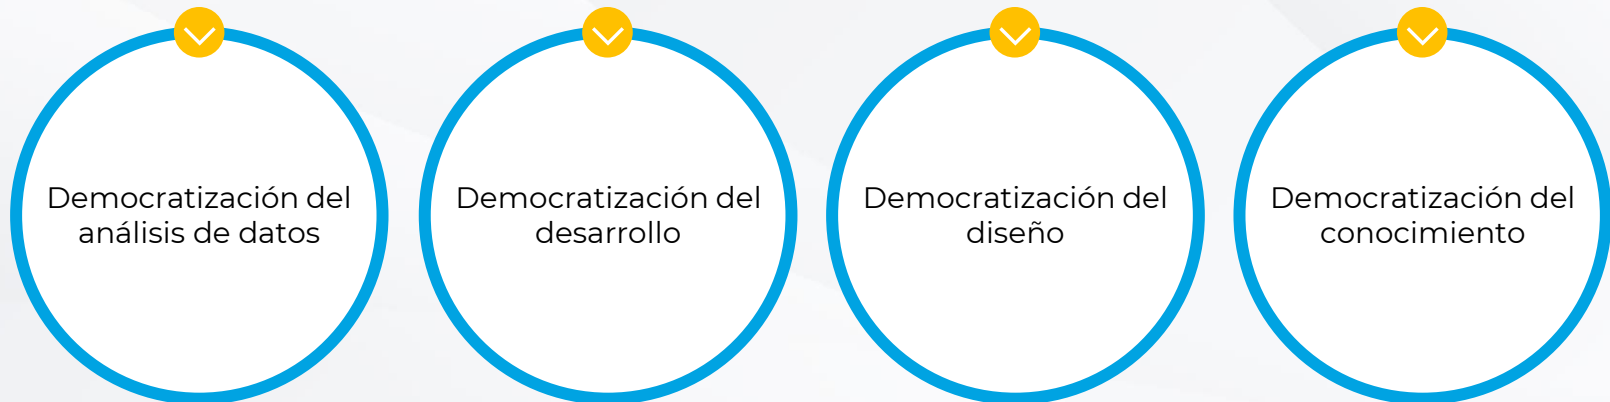 Democratización del
análisis de datos
Democratización del
desarrollo
Democratización del
diseño
Democratización del
conocimiento